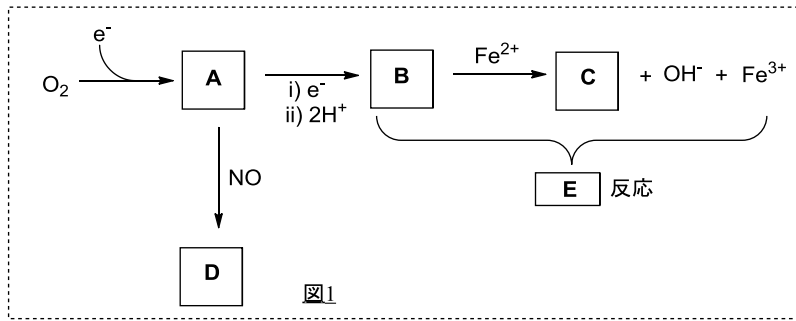 e⁻
O₂ A i) e⁻ ii) 2H⁺ B Fe²⁺ C + OH⁻ + Fe³⁺
NO
E 反応
D
図1